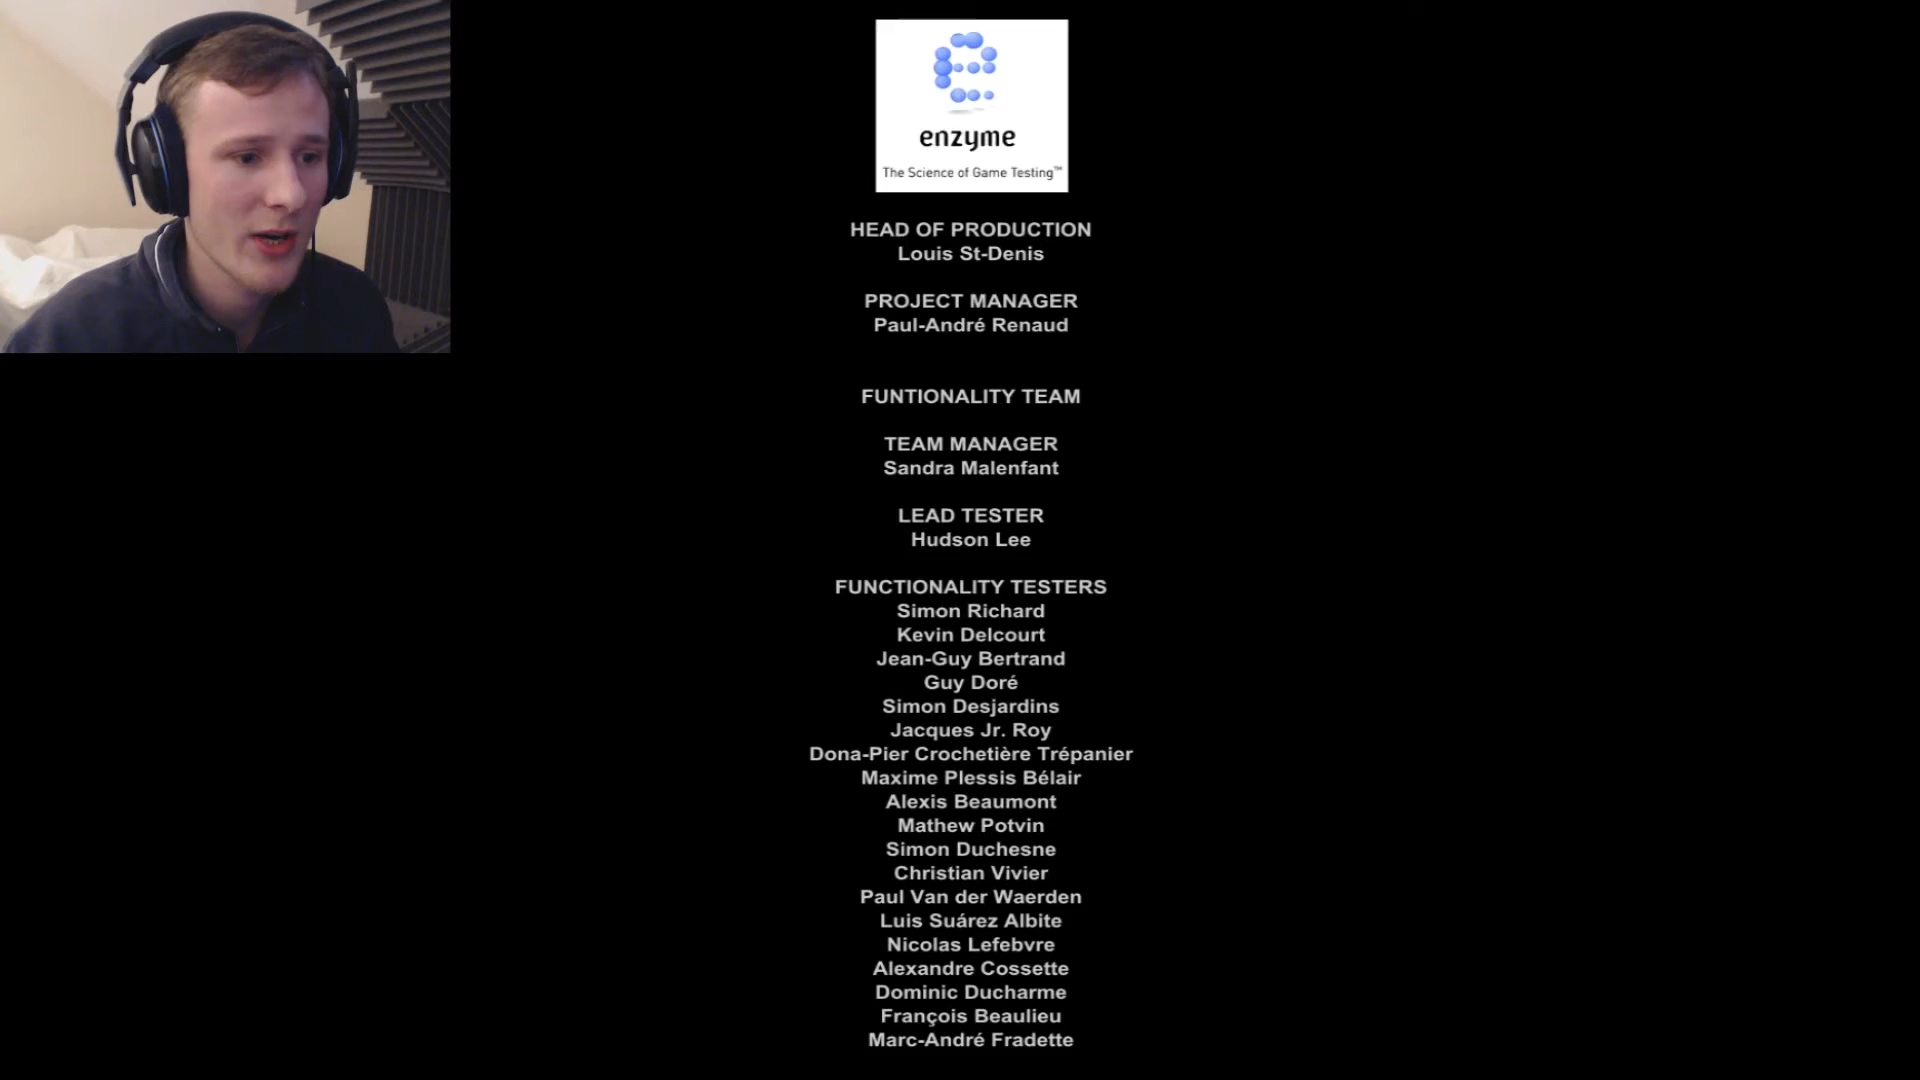 enzyme
The Science of Game Testing™
HEAD OF PRODUCTION
Louis St-Denis
PROJECT MANAGER
Paul-André Renaud
FUNTIONALITY TEAM
TEAM MANAGER
Sandra Malenfant
LEAD TESTER
Hudson Lee
FUNCTIONALITY TESTERS
Simon Richard
Kevin Delcourt
Jean-Guy Bertrand
Guy Doré
Simon Desjardins
Jacques Jr. Roy
Dona-Pier Crochetière Trépanier
Maxime Plessis Bélair
Alexis Beaumont
Mathew Potvin
Simon Duchesne
Christian Vivier
Paul Van der Waerden
Luis Suárez Albite
Nicolas Lefebvre
Alexandre Cossette
Dominic Ducharme
François Beaulieu
Marc-André Fradette